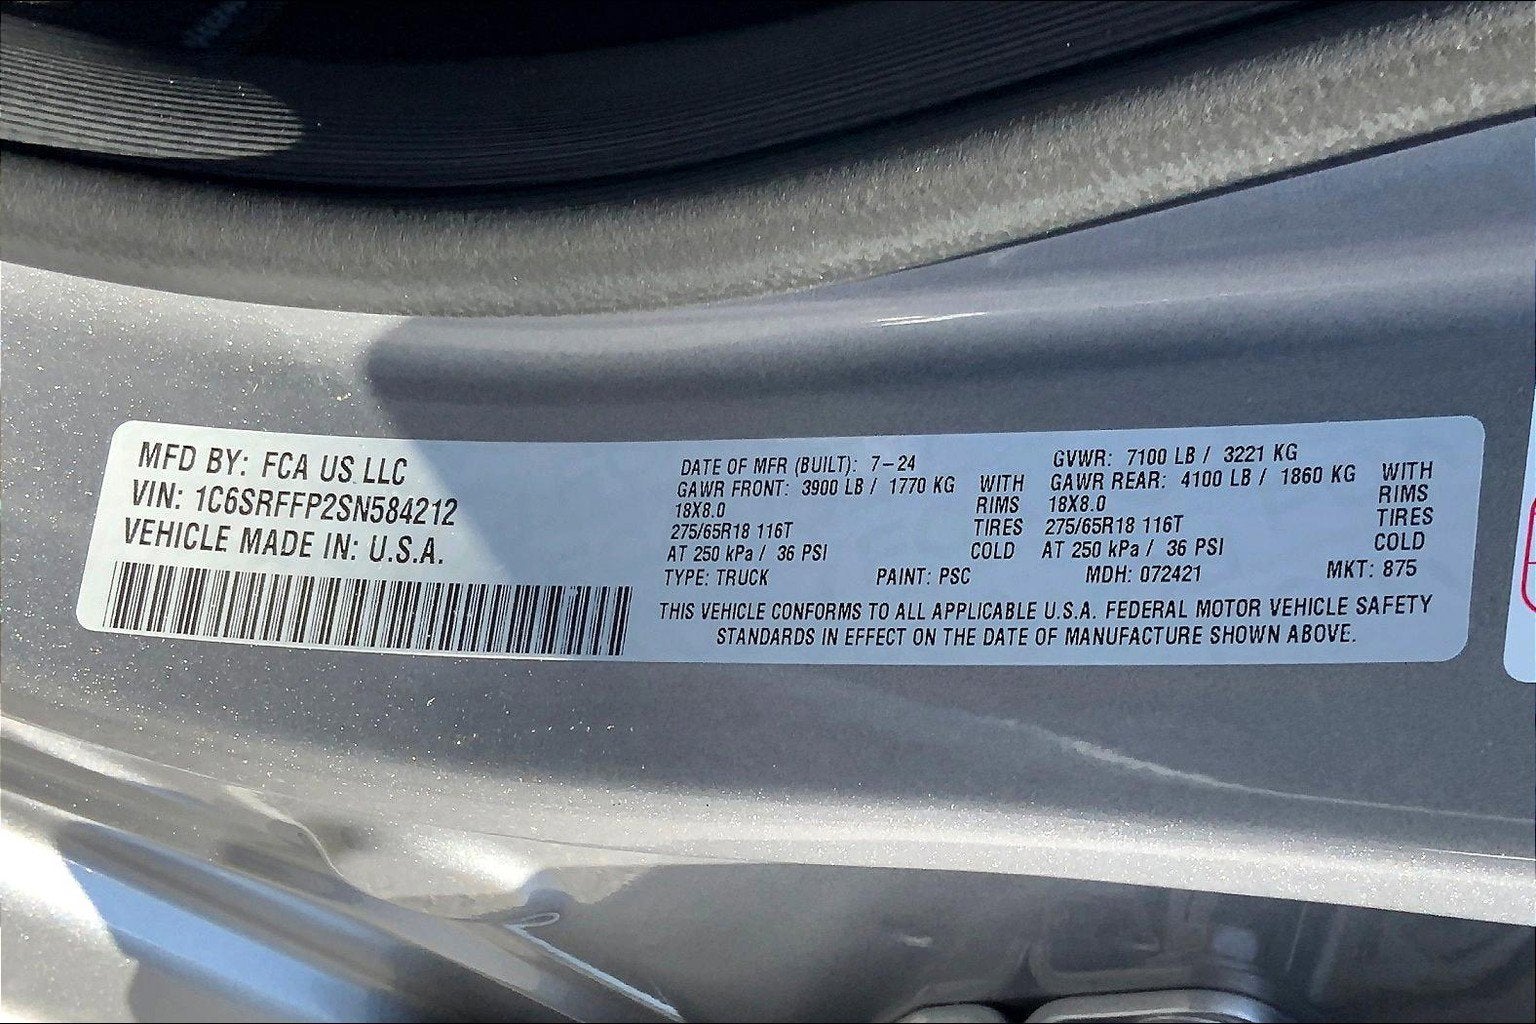 MFD BY: FCA US LLC
VIN: 1C6SRFFP2SN584212
VEHICLE MADE IN: U.S.A.
DATE OF MFR (BUILT): 7-24 GVWR: 7100 LB / 3221 KG
GAWR FRONT: 3900 LB / 1770 KG WITH GAWR REAR: 4100 LB / 1860 KG WITH
18X8.0 RIMS 18X8.0 RIMS
275/65R18 116T TIRES 275/65R18 116T TIRES
AT 250 kPa / 36 PSI COLD AT 250 kPa / 36 PSI COLD
TYPE: TRUCK PAINT: PSC MDH: 072421 MKT: 875
THIS VEHICLE CONFORMS TO ALL APPLICABLE U.S.A. FEDERAL MOTOR VEHICLE SAFETY
STANDARDS IN EFFECT ON THE DATE OF MANUFACTURE SHOWN ABOVE.